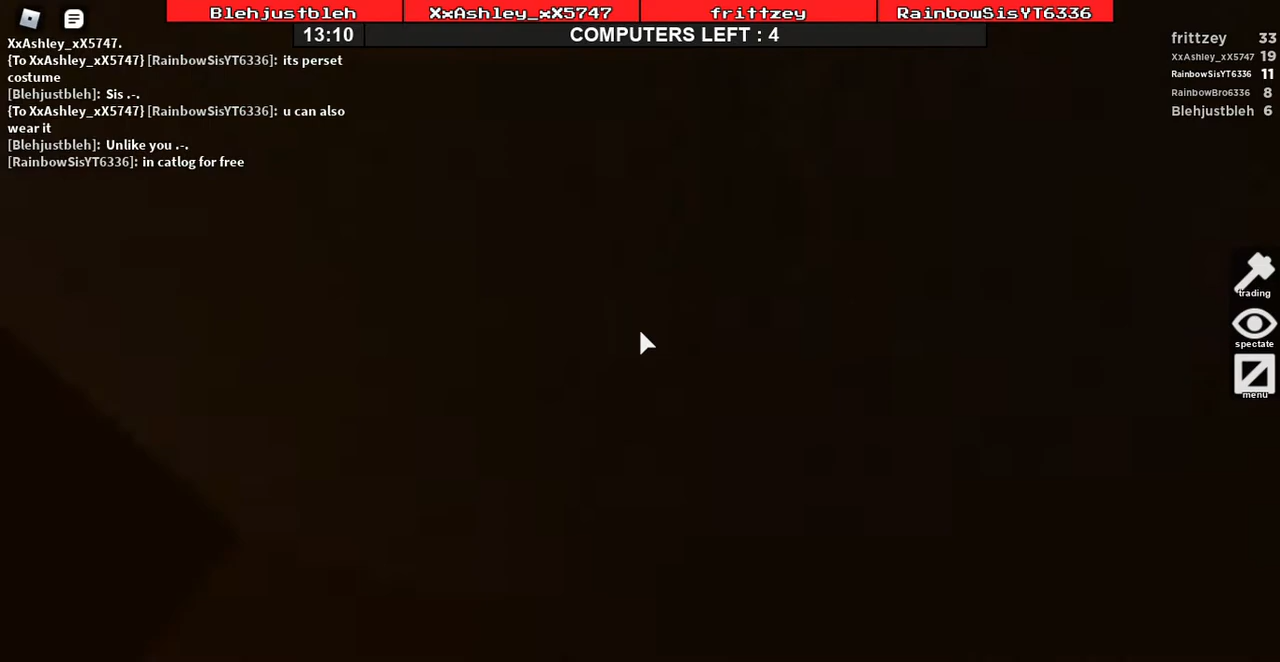 Blehjustbleh XxAshley_xX5747 frittzey RainbowSisYT6336
13:10 COMPUTERS LEFT : 4
XxAshley_xX5747.
{To XxAshley_xX5747} [RainbowSisYT6336]: its perset
costume
[Blehjustbleh]: Sis .-.
{To XxAshley_xX5747} [RainbowSisYT6336]: u can also
wear it
[Blehjustbleh]: Unlike you .-.
[RainbowSisYT6336]: in catlog for free
frittzey 33
XxAshley_xX5747 19
RainbowSisYT6336 11
RainbowBro6336 8
Blehjustbleh 6
trading
spectate
menu